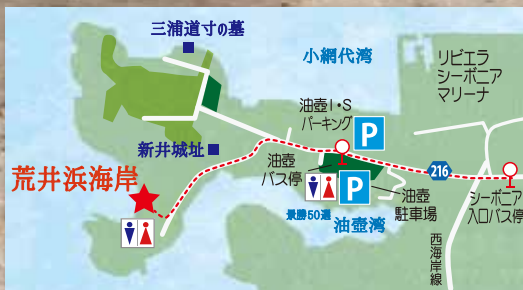 三浦道寸の墓
小網代湾
リビエラ
シーボニア
マリーナ
油壺I・S
パーキング
P
新井城址
油壺
バス停
216
荒井浜海岸
P
油壺
駐車場
シーボニア
入口バス停
景勝50選
油壺湾
西海岸線